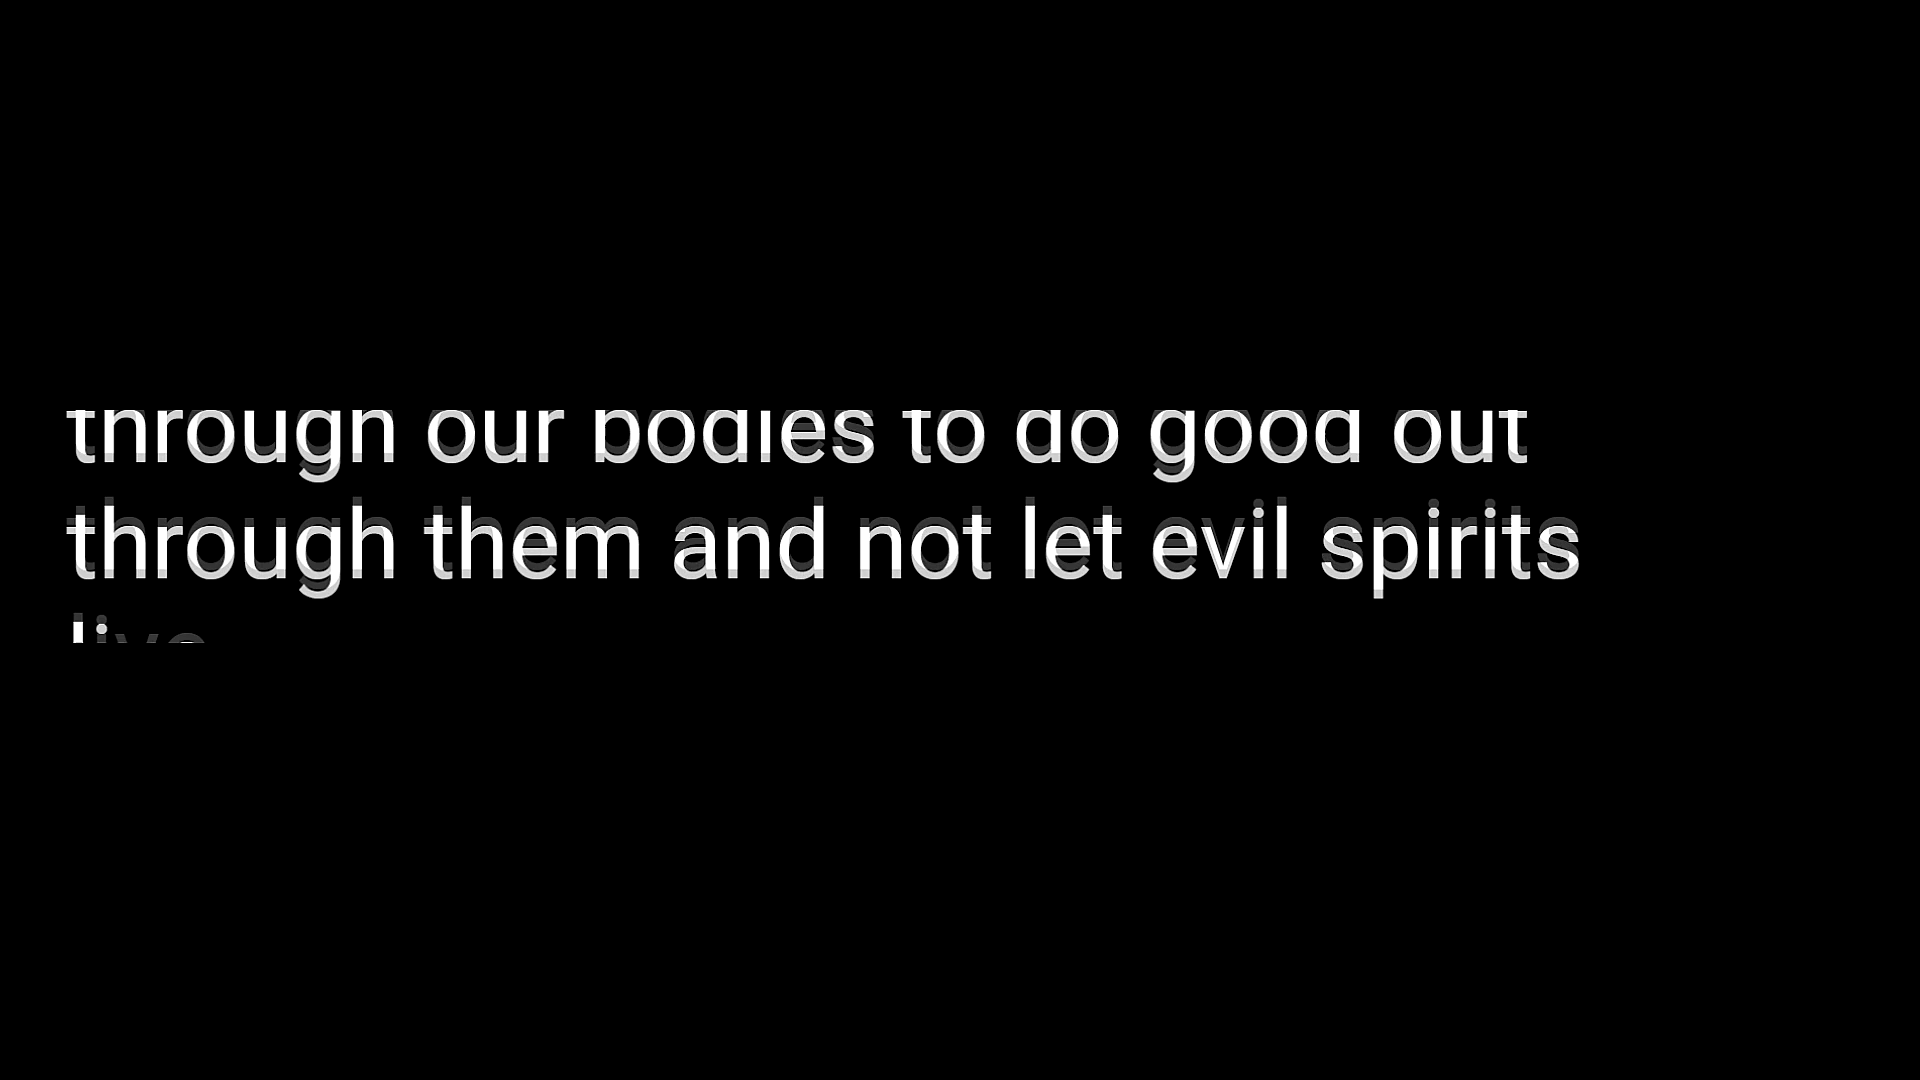 through our bodies to do good out
through them and not let evil spirits
live